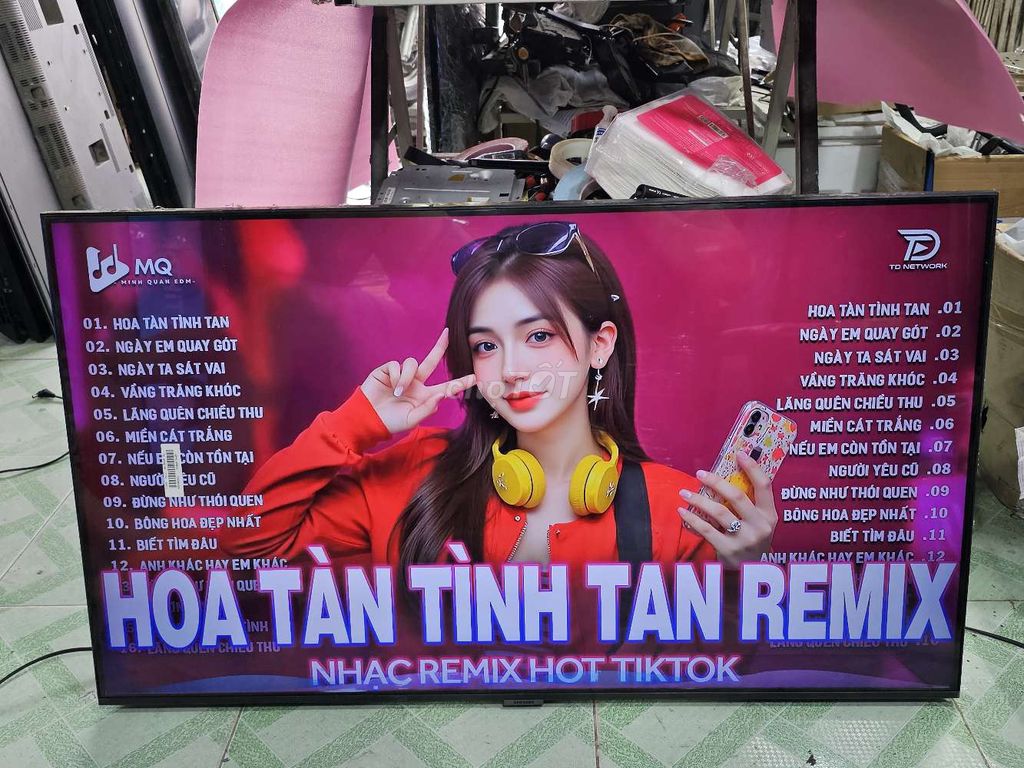 MQ
MINH QUAN EDM
TD NETWORK
01. HOA TÀN TÌNH TAN
02. NGÀY EM QUAY GÓT
03. NGÀY TA SÁT VAI
04. VẦNG TRĂNG KHÓC
05. LÃNG QUÊN CHIỀU THU
06. MIỀN CÁT TRẮNG
07. NẾU EM CÒN TỒN TẠI
08. NGƯỜI YÊU CŨ
09. ĐỪNG NHƯ THÓI QUEN
10. BÔNG HOA ĐẸP NHẤT
11. BIẾT TÌM ĐÂU
12. ANH KHÁC HAY EM KHÁC
HOA TÀN TÌNH TAN .01
NGÀY EM QUAY GÓT .02
NGÀY TA SÁT VAI .03
VẦNG TRĂNG KHÓC .04
LÃNG QUÊN CHIỀU THU .05
MIỀN CÁT TRẮNG .06
NẾU EM CÒN TỒN TẠI .07
NGƯỜI YÊU CŨ .08
ĐỪNG NHƯ THÓI QUEN .09
BÔNG HOA ĐẸP NHẤT .10
BIẾT TÌM ĐÂU .11
ANH KHÁC HAY EM KHÁC .12
chợTỐT
HOA TÀN TÌNH TAN REMIX
NHẠC REMIX HOT TIKTOK
SAMSUNG